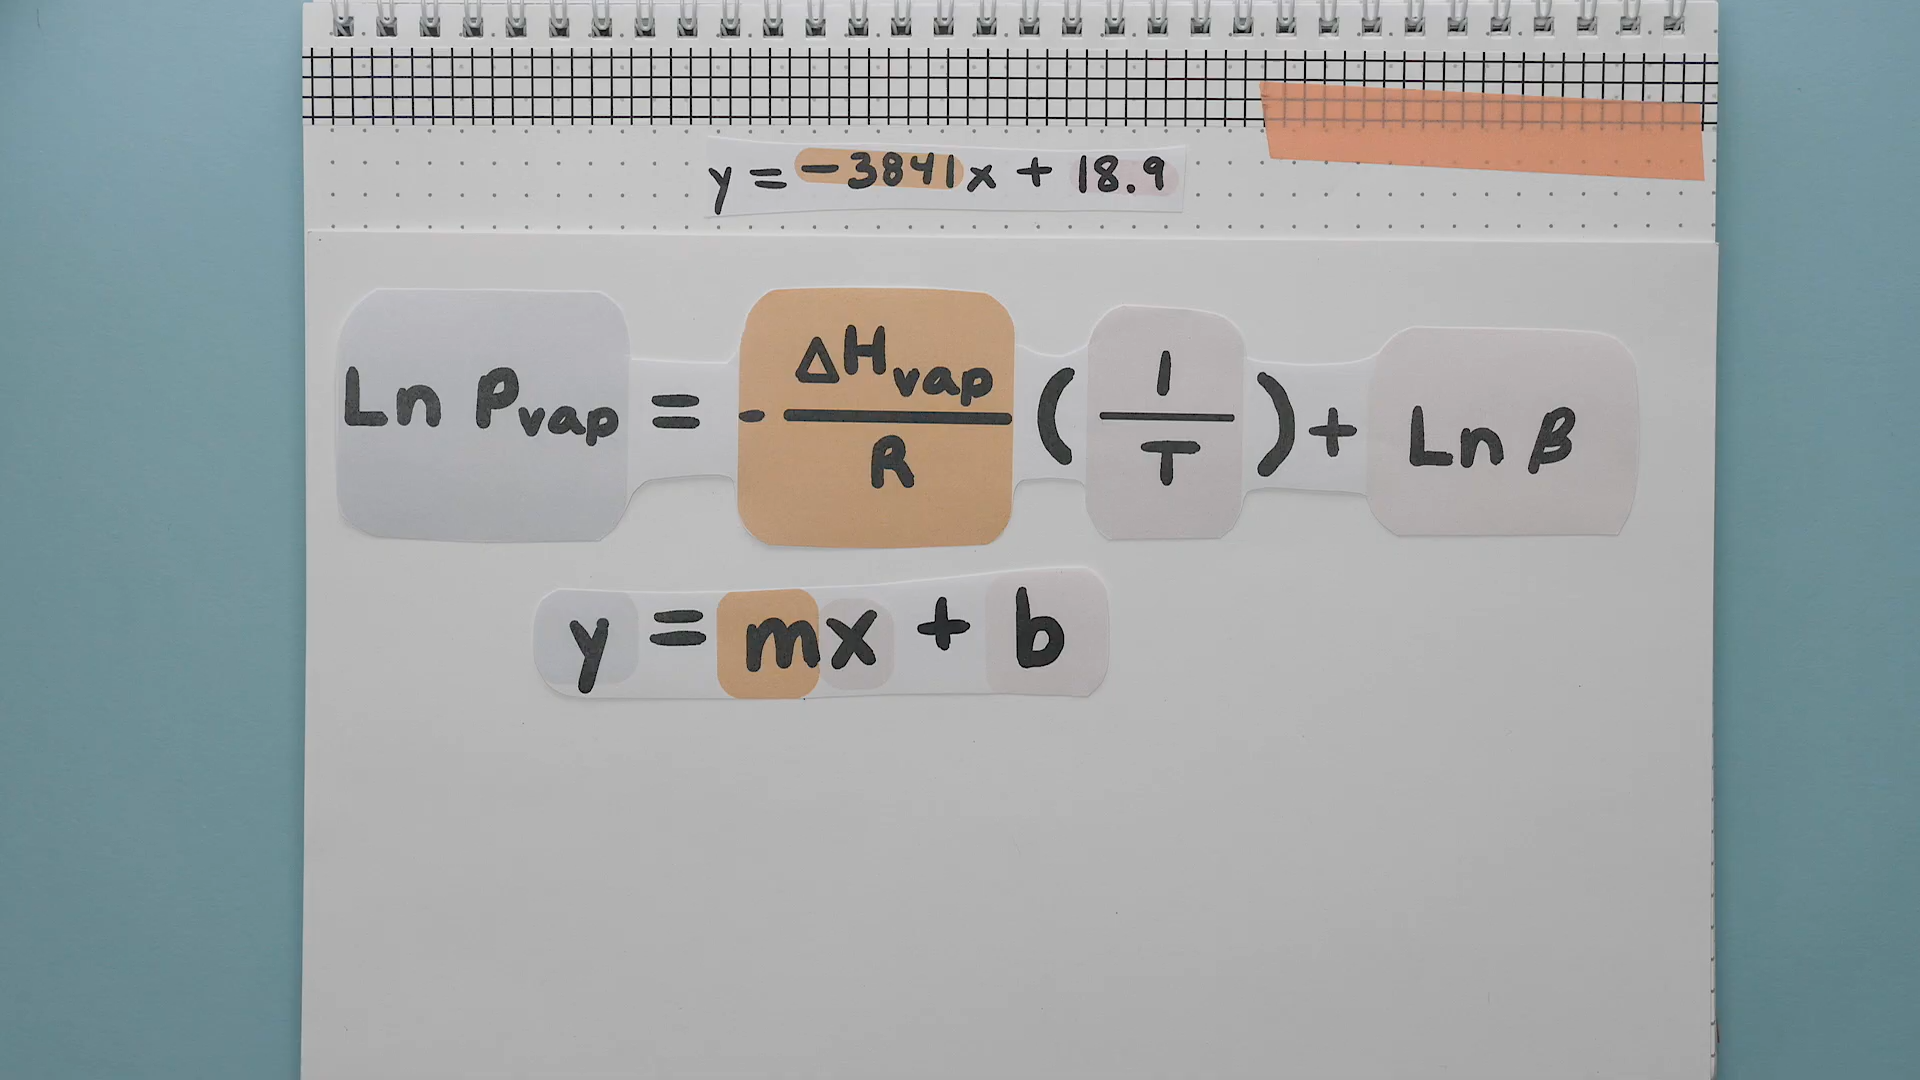 y = -3841x + 18.9
Ln Pvap = - ΔHvap/R (1/T) + Ln β
y = mx + b